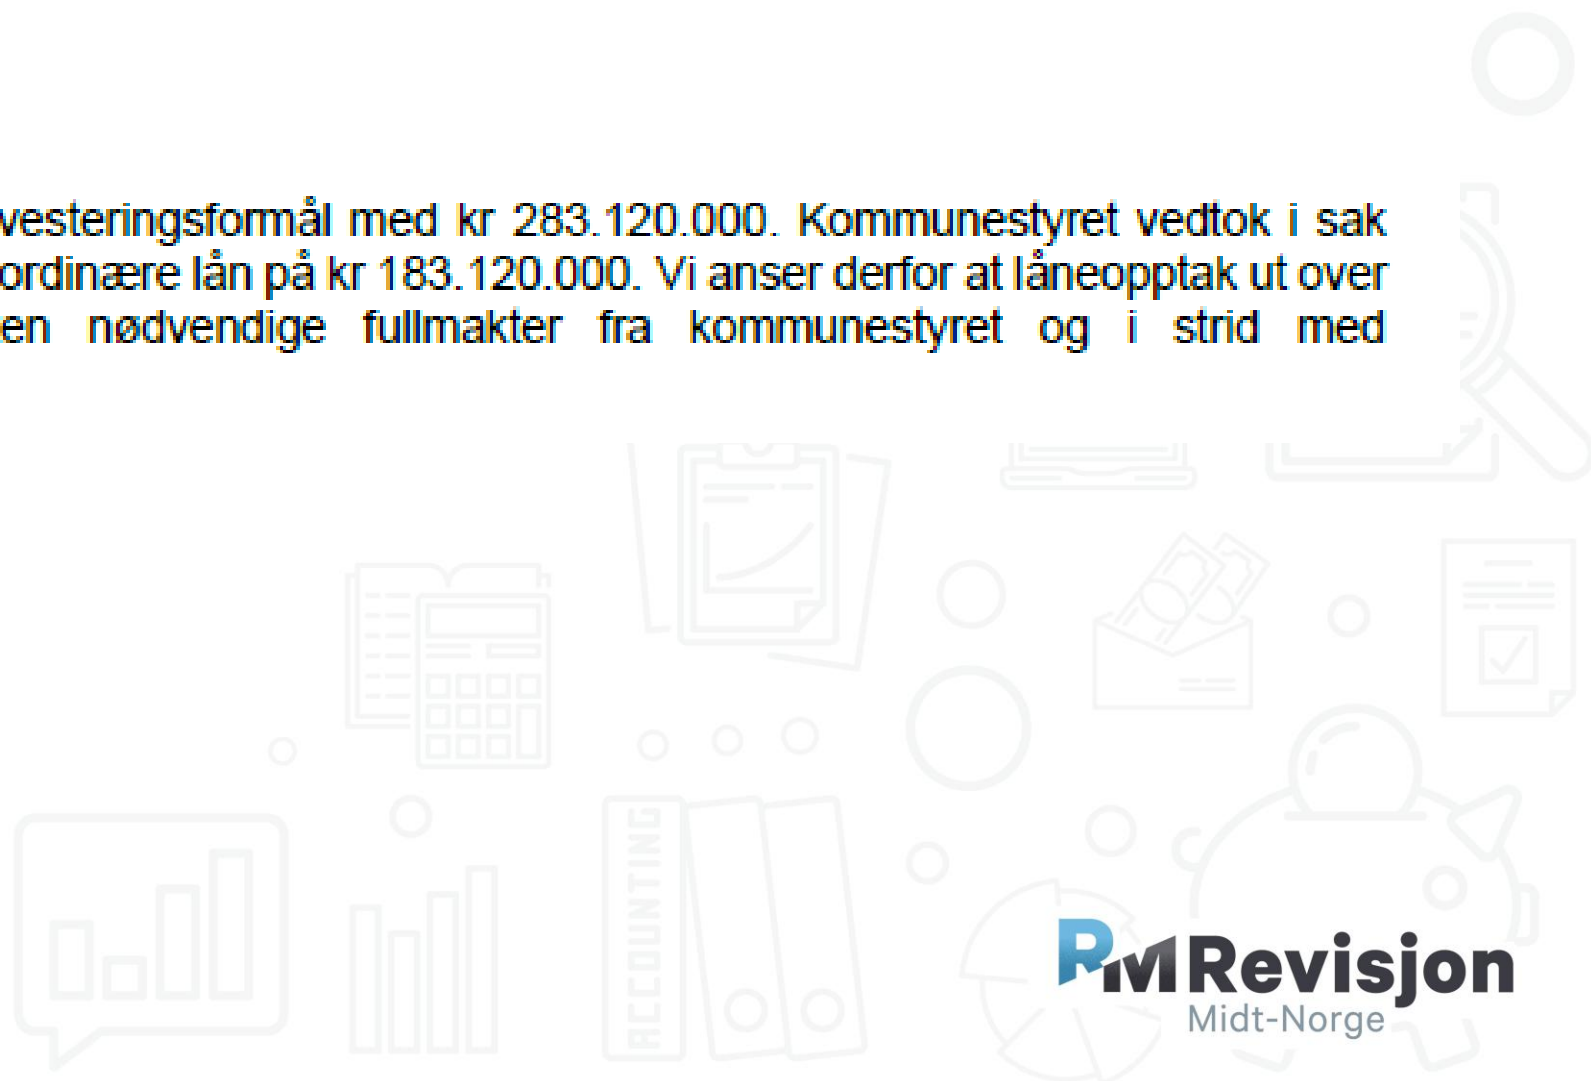 vesteringsformål med kr 283.120.000. Kommunestyret vedtok i sak
ordinære lån på kr 183.120.000. Vi anser derfor at låneopptak ut over
en nødvendige fullmakter fra kommunestyret og i strid med
ACCOUNTING
RM Revisjon
Midt-Norge